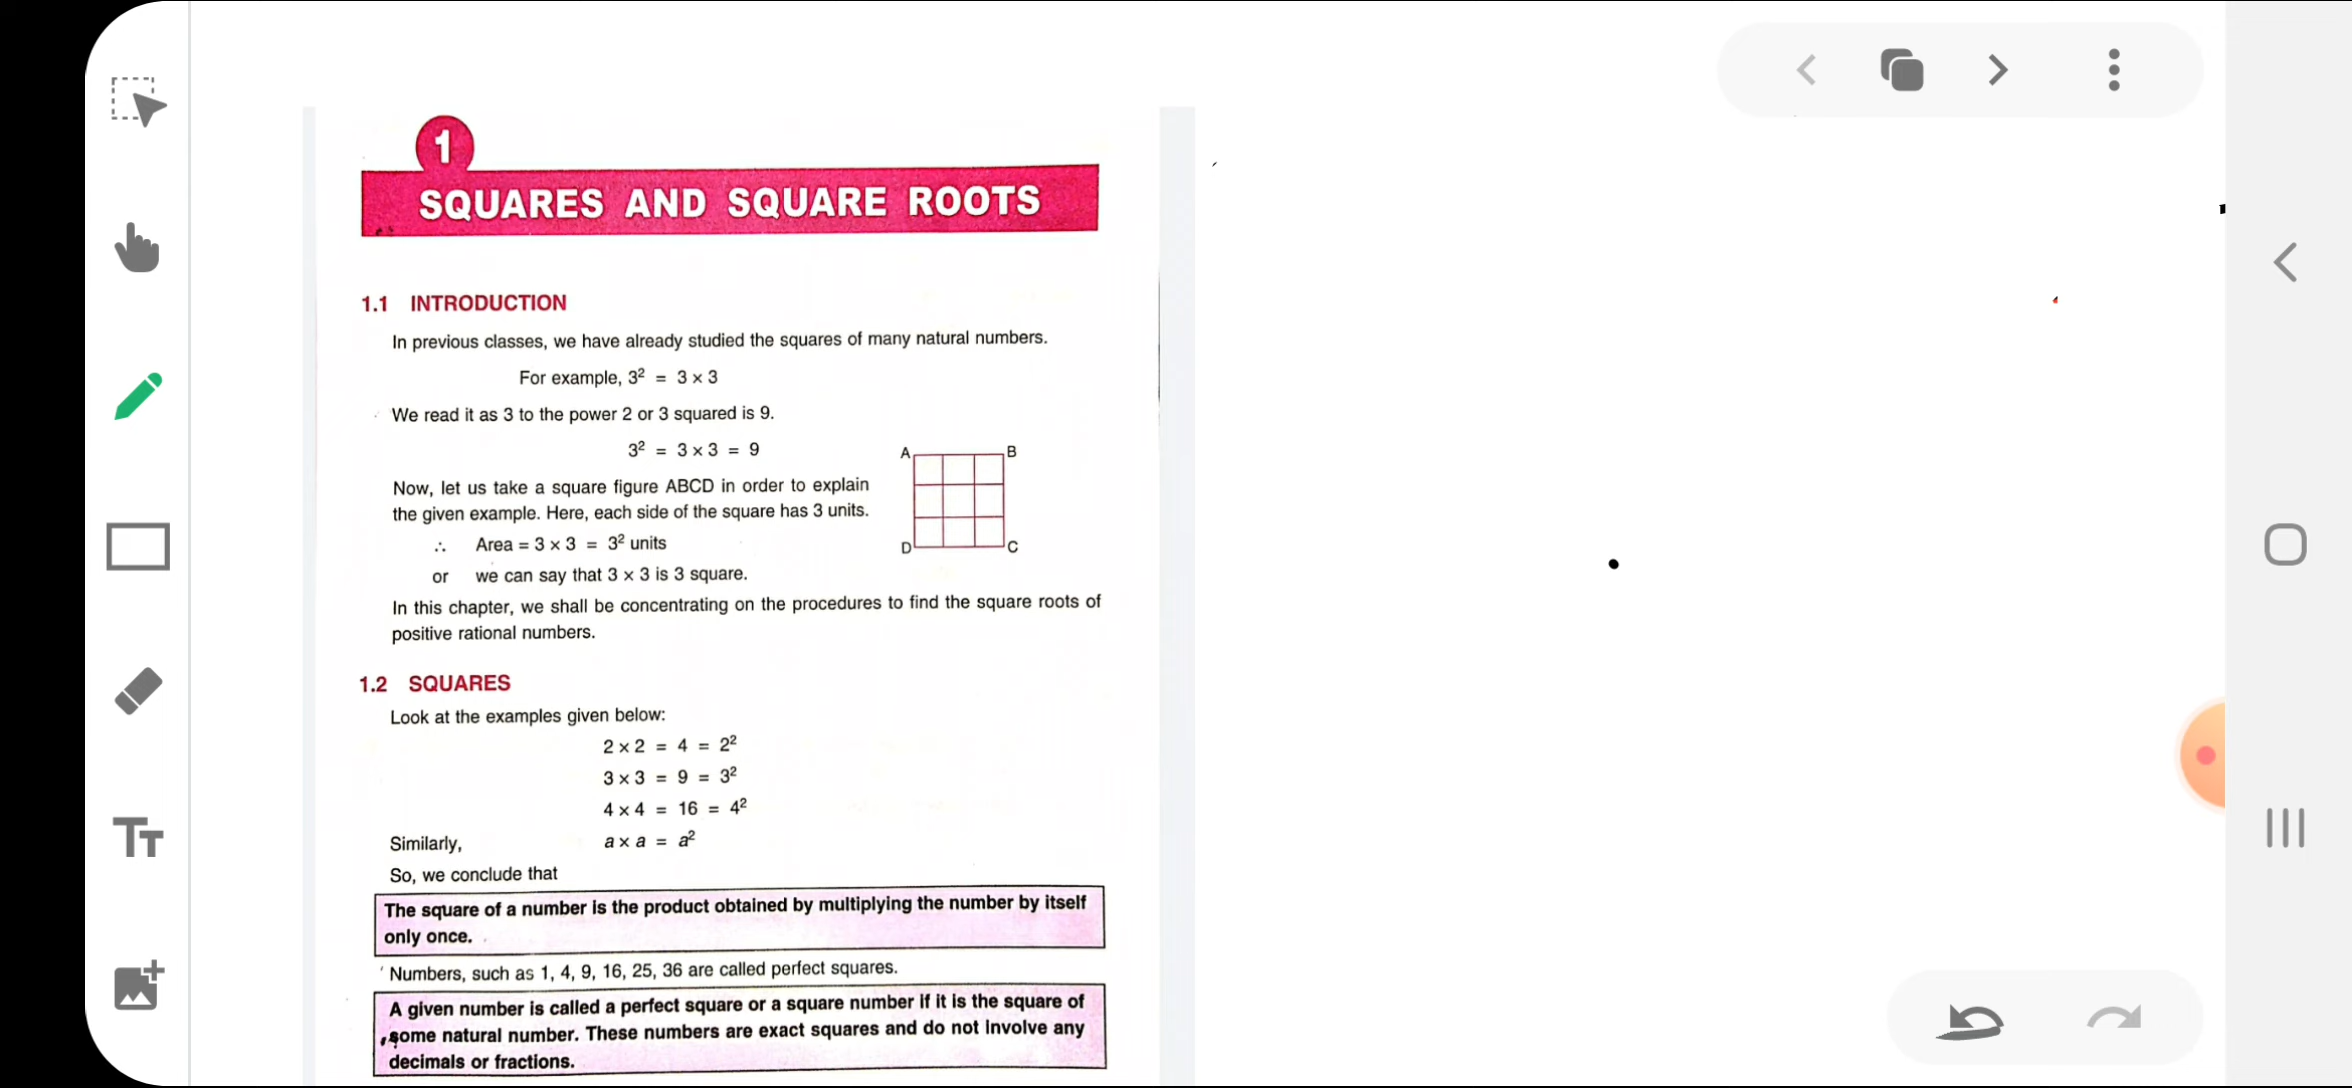 1
SQUARES AND SQUARE ROOTS
1.1 INTRODUCTION
In previous classes, we have already studied the squares of many natural numbers.
For example, 3² = 3 × 3
We read it as 3 to the power 2 or 3 squared is 9.
3² = 3 × 3 = 9
A B
Now, let us take a square figure ABCD in order to explain
the given example. Here, each side of the square has 3 units.
∴ Area = 3 × 3 = 3² units
D C
or we can say that 3 × 3 is 3 square.
In this chapter, we shall be concentrating on the procedures to find the square roots of
positive rational numbers.
1.2 SQUARES
Look at the examples given below:
2 × 2 = 4 = 2²
3 × 3 = 9 = 3²
4 × 4 = 16 = 4²
Similarly, a × a = a²
So, we conclude that
The square of a number is the product obtained by multiplying the number by itself
only once.
Numbers, such as 1, 4, 9, 16, 25, 36 are called perfect squares.
A given number is called a perfect square or a square number if it is the square of
some natural number. These numbers are exact squares and do not involve any
decimals or fractions.
TT